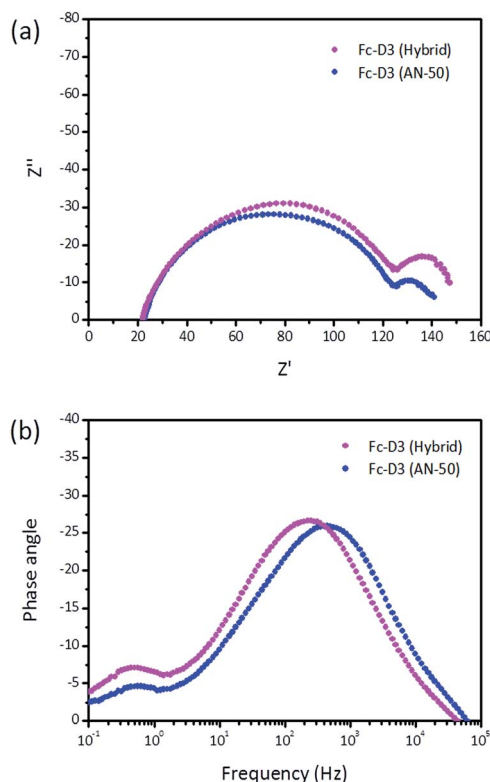 (a)
-80
-70
-60
-50
-40
-30
-20
-10
0
Z''
Fc-D3 (Hybrid)
Fc-D3 (AN-50)
0 20 40 60 80 100 120 140 160
Z'
(b)
-40
-35
-30
-25
-20
-15
-10
-5
0
Phase angle
Fc-D3 (Hybrid)
Fc-D3 (AN-50)
10⁻¹ 10⁰ 10¹ 10² 10³ 10⁴ 10⁵
Frequency (Hz)